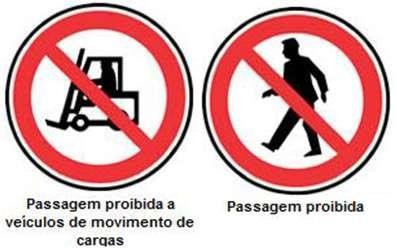 Passagem proibida a
veículos de movimento de
cargas
Passagem proibida